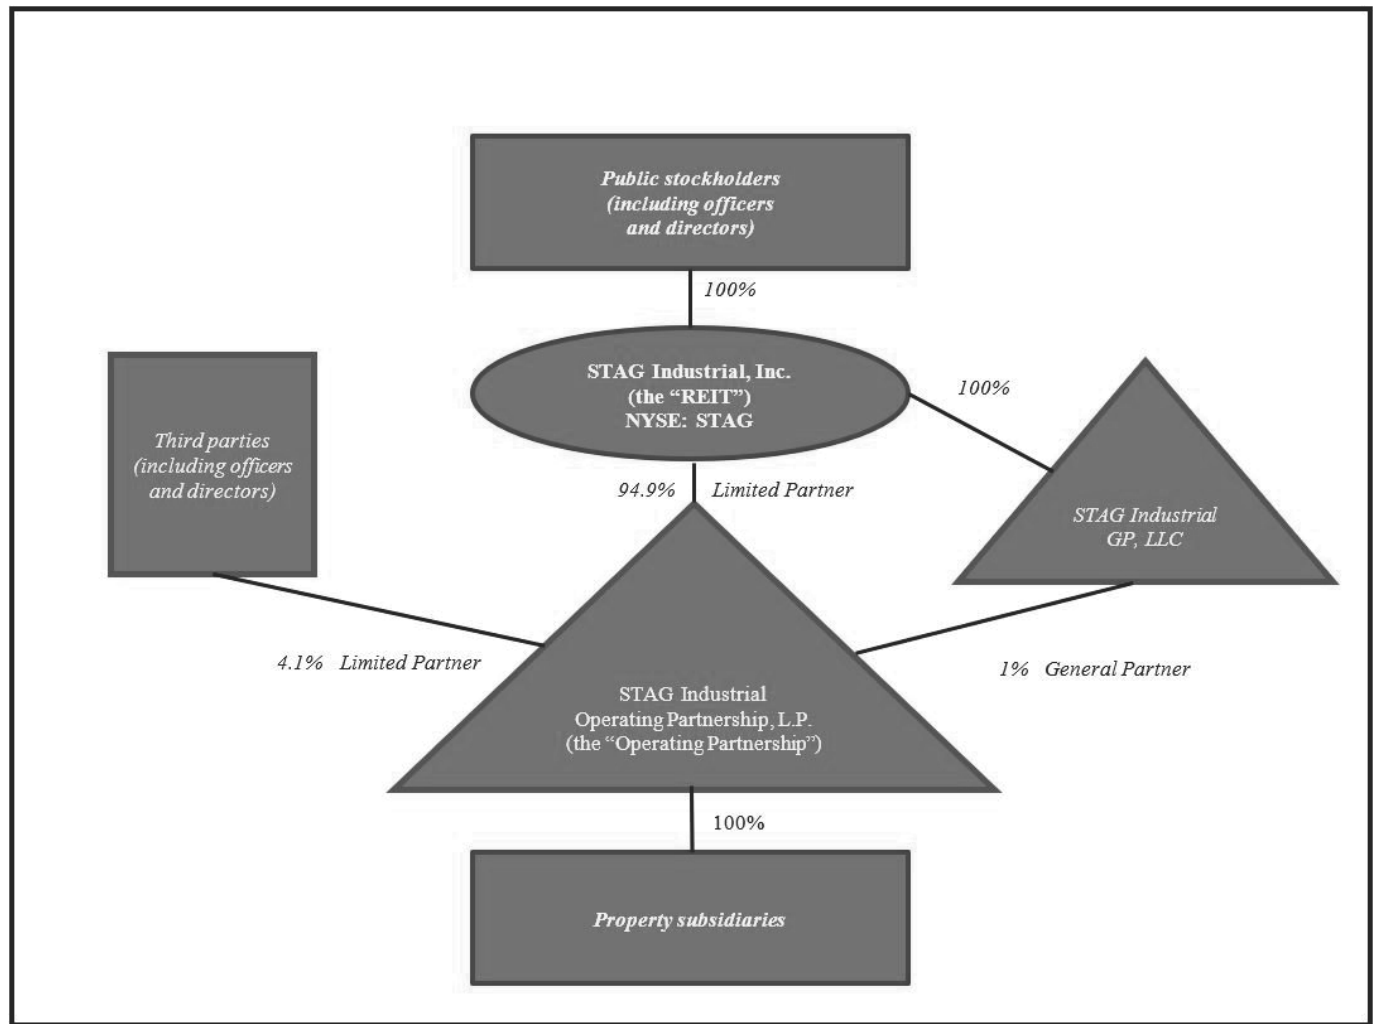 Public stockholders
(including officers
and directors)
100%
STAG Industrial, Inc.
(the “REIT”)
NYSE: STAG
100%
Third parties
(including officers
and directors)
94.9% Limited Partner
STAG Industrial
GP, LLC
4.1% Limited Partner
1% General Partner
STAG Industrial
Operating Partnership, L.P.
(the “Operating Partnership”)
100%
Property subsidiaries